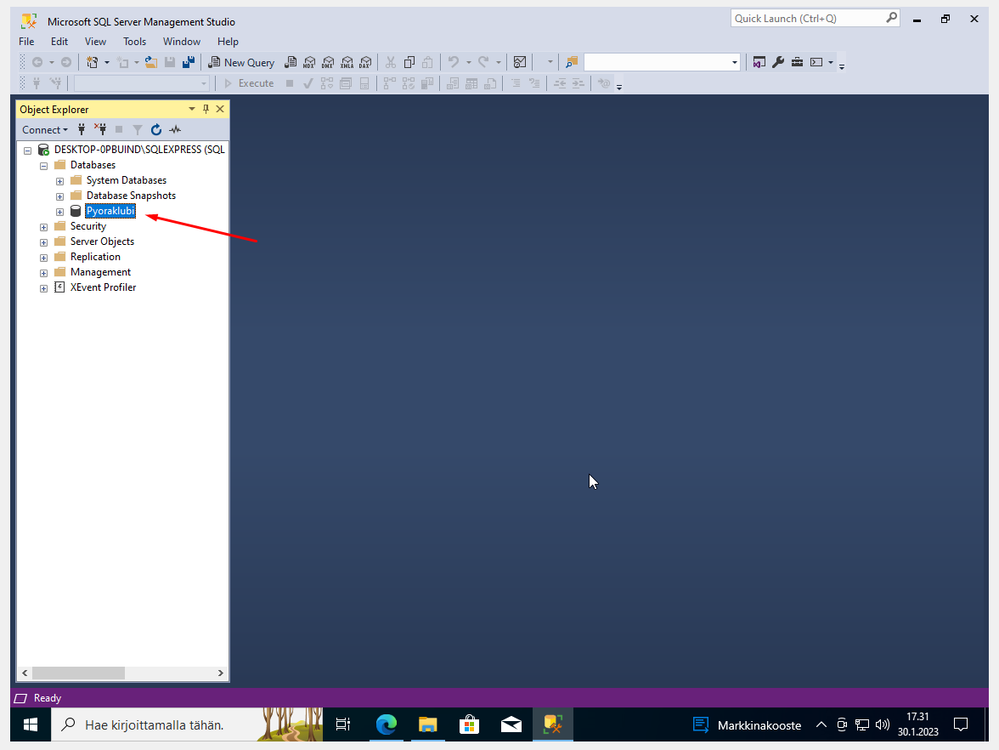 Microsoft SQL Server Management Studio
Quick Launch (Ctrl+Q)
File Edit View Tools Window Help
New Query MDX DMX XMLA DAX
Execute
Object Explorer
Connect
DESKTOP-0PBUIND\SQLEXPRESS (SQL
Databases
System Databases
Database Snapshots
Pyoraklubi
Security
Server Objects
Replication
Management
XEvent Profiler
Ready
Hae kirjoittamalla tähän.
Markkinakooste
17.31
30.1.2023